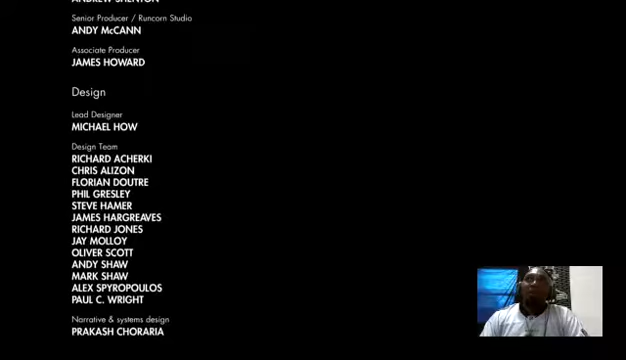 ANDREW SHENTON
Senior Producer / Runcorn Studio
ANDY McCANN
Associate Producer
JAMES HOWARD
Design
Lead Designer
MICHAEL HOW
Design Team
RICHARD ACHERKI
CHRIS ALIZON
FLORIAN DOUTRE
PHIL GRESLEY
STEVE HAMER
JAMES HARGREAVES
RICHARD JONES
JAY MOLLOY
OLIVER SCOTT
ANDY SHAW
MARK SHAW
ALEX SPYROPOULOS
PAUL C. WRIGHT
Narrative & systems design
PRAKASH CHORARIA